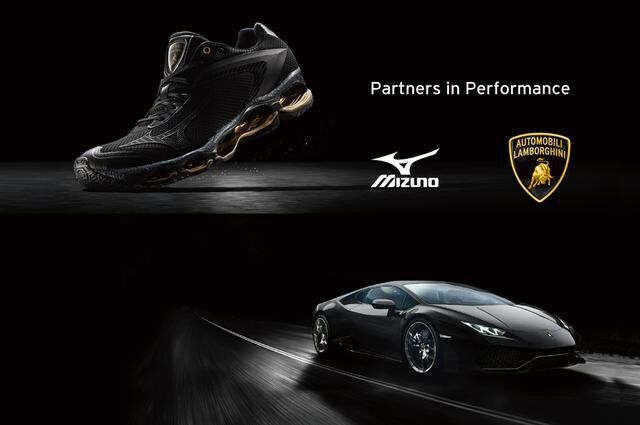 Partners in Performance
MIZUNO
AUTOMOBILI
LAMBORGHINI